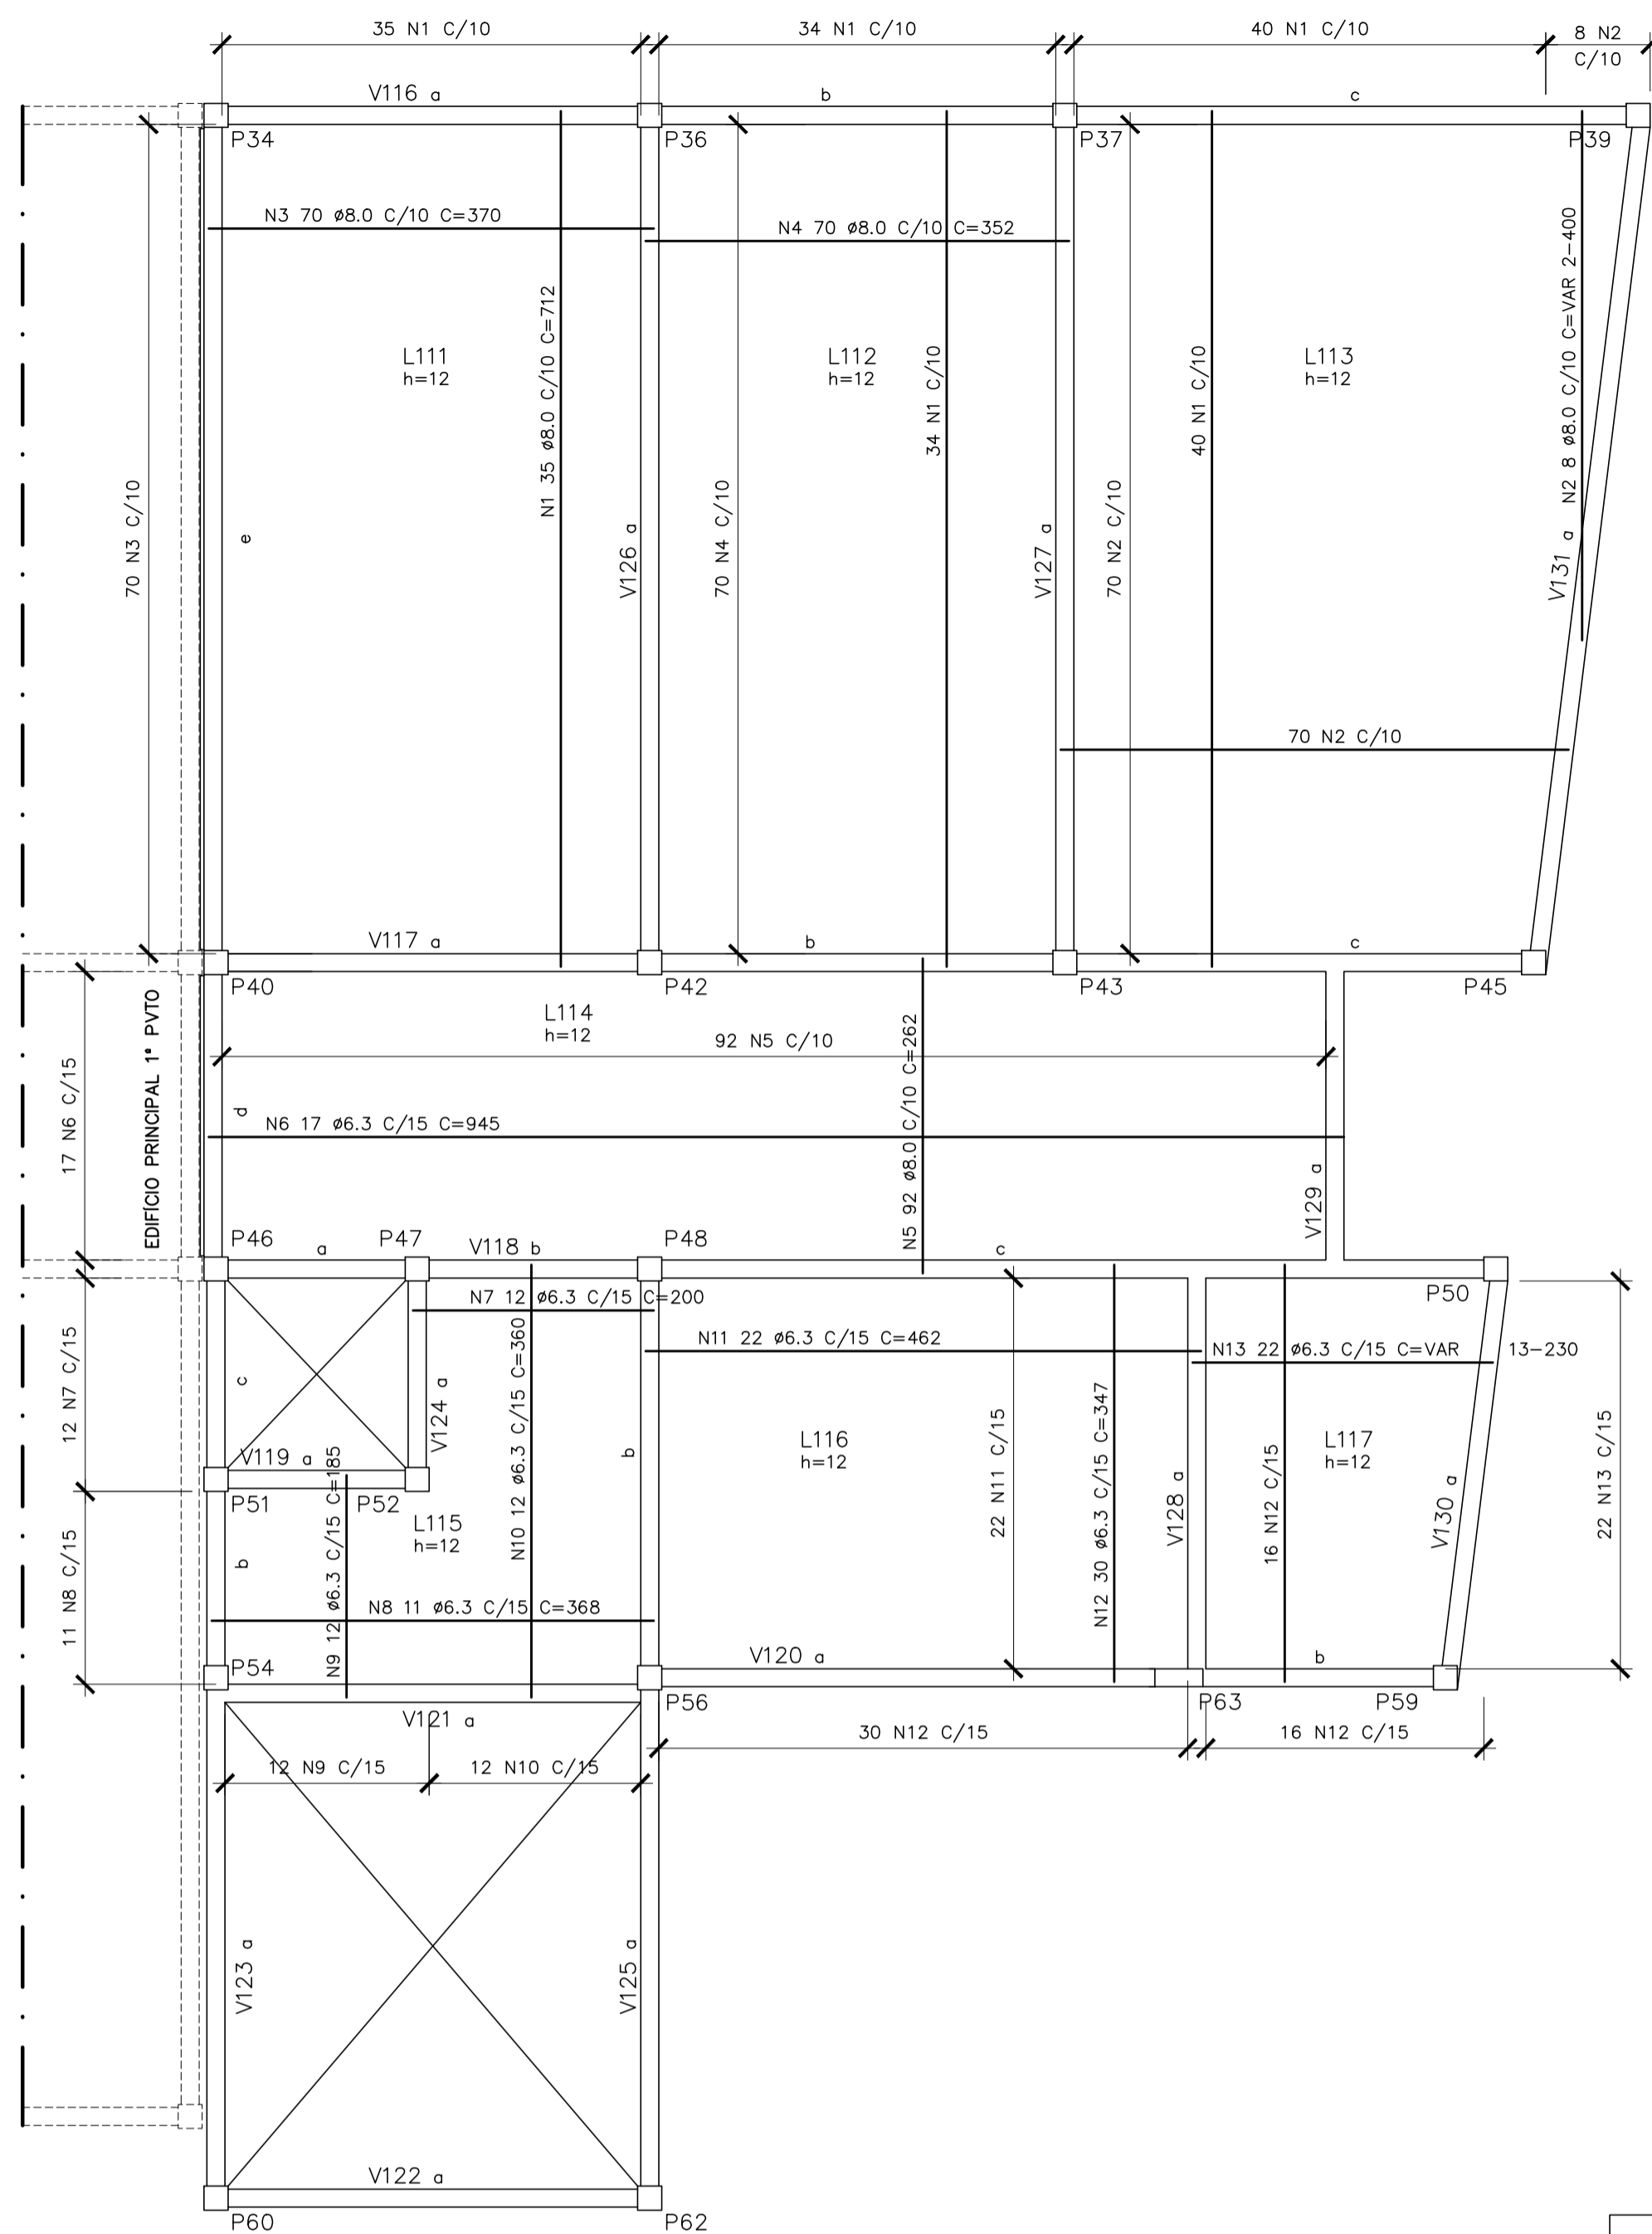 35 N1 C/10
34 N1 C/10
40 N1 C/10
8 N2
C/10
V116 a
b
c
P34
P36
P37
P39
N3 70 ø8.0 C/10 C=370
N4 70 ø8.0 C/10 C=352
N1 35 ø8.0 C/10 C=712
34 N1 C/10
40 N1 C/10
N2 8 ø8.0 C/10 C=VAR 2-400
L111
h=12
L112
h=12
L113
h=12
70 N3 C/10
e
V126 a
70 N4 C/10
V127 a
70 N2 C/10
V131 a
70 N2 C/10
V117 a
b
c
P40
P42
P43
P45
EDIFÍCIO PRINCIPAL 1º PVTO
L114
h=12
92 N5 C/10
17 N6 C/15
d
N6 17 ø6.3 C/15 C=945
N5 92 ø8.0 C/10 C=262
V129 a
P46
a
P47
V118 b
P48
c
P50
N7 12 ø6.3 C/15 C=200
N11 22 ø6.3 C/15 C=462
N13 22 ø6.3 C/15 C=VAR
13-230
12 N7 C/15
c
V124 a
N10 12 ø6.3 C/15 C=360
b
L116
h=12
22 N11 C/15
N12 30 ø6.3 C/15 C=347
V128 a
16 N12 C/15
L117
h=12
V130 a
22 N13 C/15
V119 a
P51
P52
L115
h=12
11 N8 C/15
b
N9 12 ø6.3 C/15 C=185
N8 11 ø6.3 C/15 C=368
P54
V120 a
b
P56
P63
P59
V121 a
30 N12 C/15
16 N12 C/15
12 N9 C/15
12 N10 C/15
V123 a
V125 a
V122 a
P60
P62